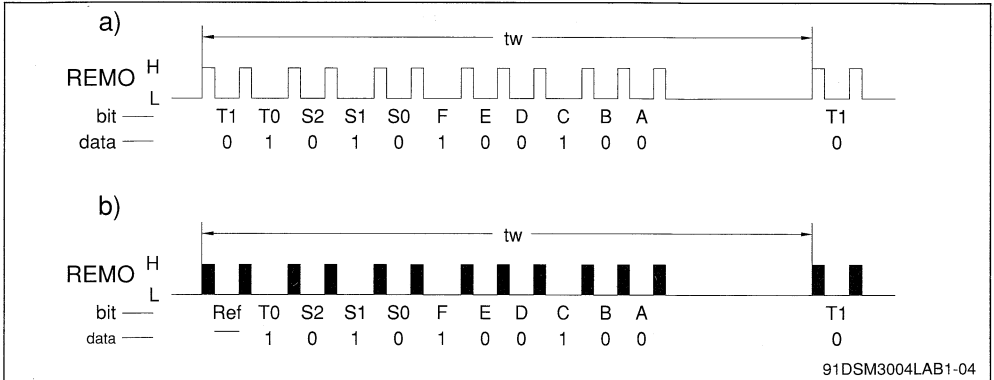 a)
tw
REMO H
L
bit — T1 T0 S2 S1 S0 F E D C B A T1
data — 0 1 0 1 0 1 0 0 1 0 0 0
b)
tw
REMO H
L
bit — Ref T0 S2 S1 S0 F E D C B A T1
data — — 1 0 1 0 1 0 0 1 0 0 0
91DSM3004LAB1-04